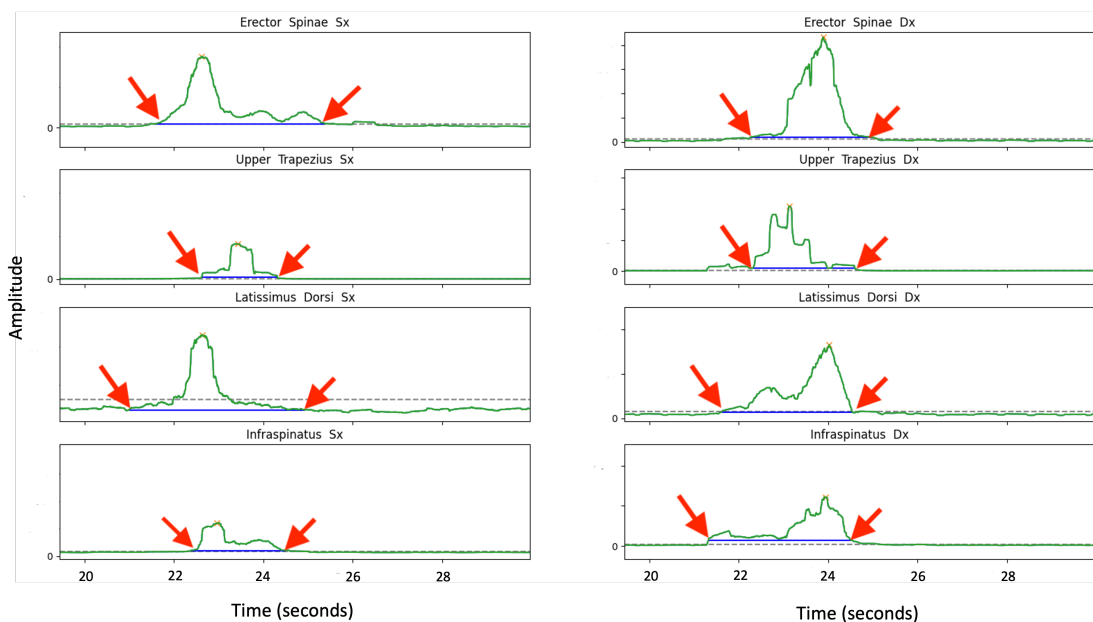 Erector Spinae Sx
Erector Spinae Dx
0
0
Upper Trapezius Sx
Upper Trapezius Dx
0
0
Amplitude
Latissimus Dorsi Sx
Latissimus Dorsi Dx
0
Infraspinatus Sx
Infraspinatus Dx
0
0
20 22 24 26 28
20 22 24 26 28
Time (seconds)
Time (seconds)